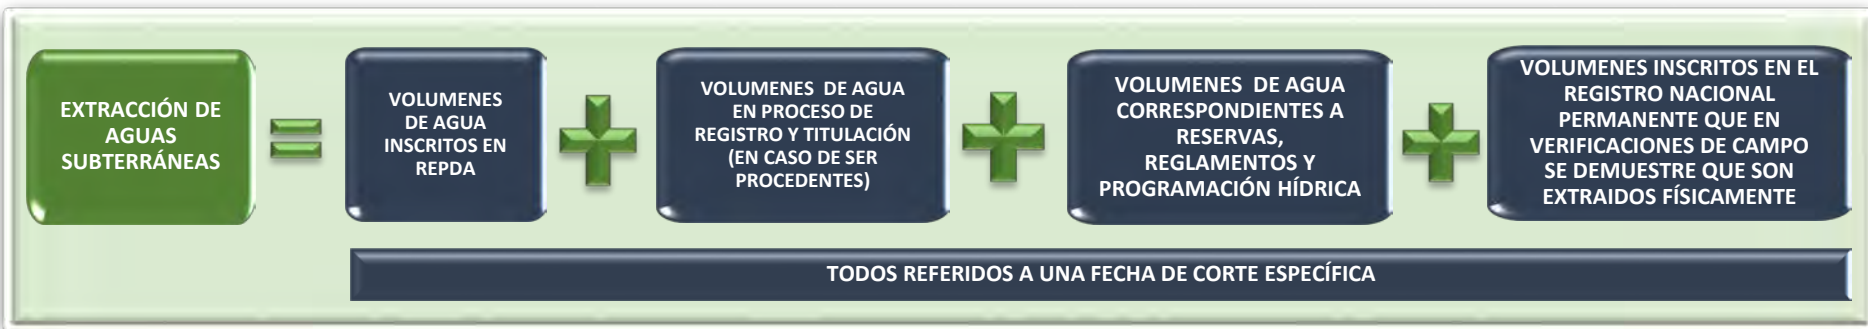 EXTRACCIÓN DE
AGUAS
SUBTERRÁNEAS
=
VOLUMENES
DE AGUA
INSCRITOS EN
REPDA
+
VOLUMENES DE AGUA
EN PROCESO DE
REGISTRO Y TITULACIÓN
(EN CASO DE SER
PROCEDENTES)
+
VOLUMENES DE AGUA
CORRESPONDIENTES A
RESERVAS,
REGLAMENTOS Y
PROGRAMACIÓN HÍDRICA
+
VOLUMENES INSCRITOS EN EL
REGISTRO NACIONAL
PERMANENTE QUE EN
VERIFICACIONES DE CAMPO
SE DEMUESTRE QUE SON
EXTRAIDOS FÍSICAMENTE
TODOS REFERIDOS A UNA FECHA DE CORTE ESPECÍFICA